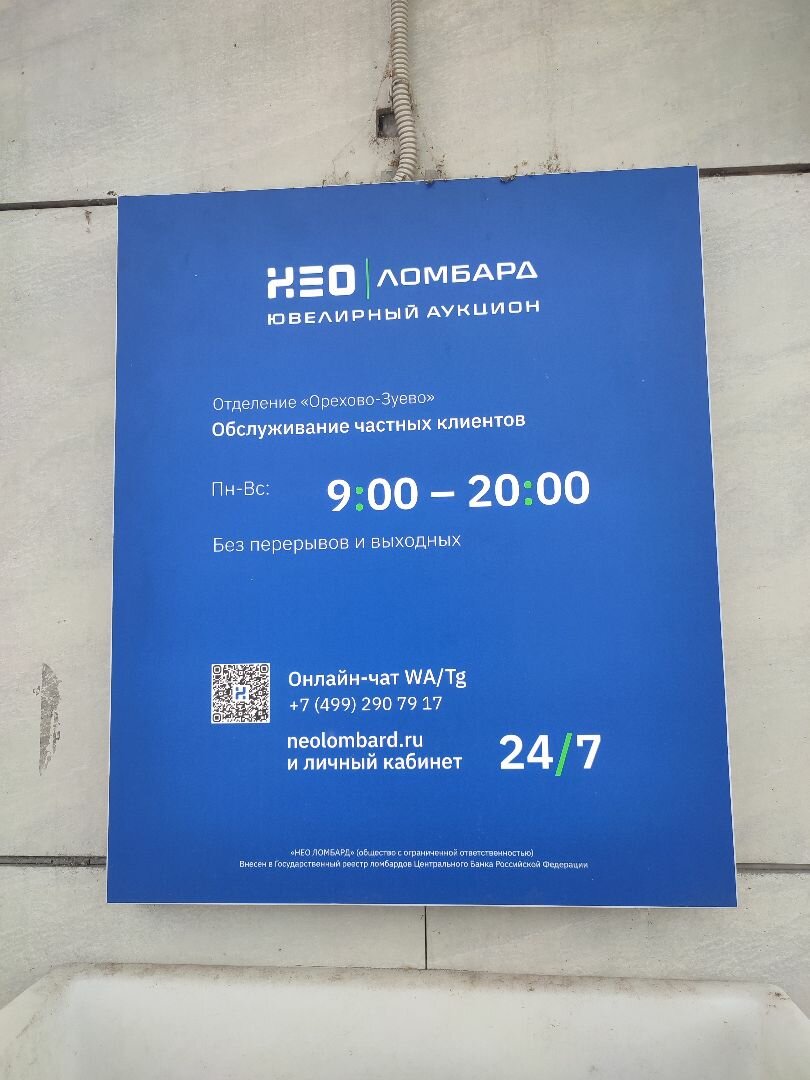 НЕО | ЛОМБАРД
ЮВЕЛИРНЫЙ АУКЦИОН
Отделение «Орехово-Зуево»
Обслуживание частных клиентов
Пн-Вс: 9:00 – 20:00
Без перерывов и выходных
Онлайн-чат WA/Tg
+7 (499) 290 79 17
neolombard.ru
и личный кабинет 24/7
«НЕО ЛОМБАРД» (общество с ограниченной ответственностью)
Внесен в Государственный реестр ломбардов Центрального Банка Российской Федерации